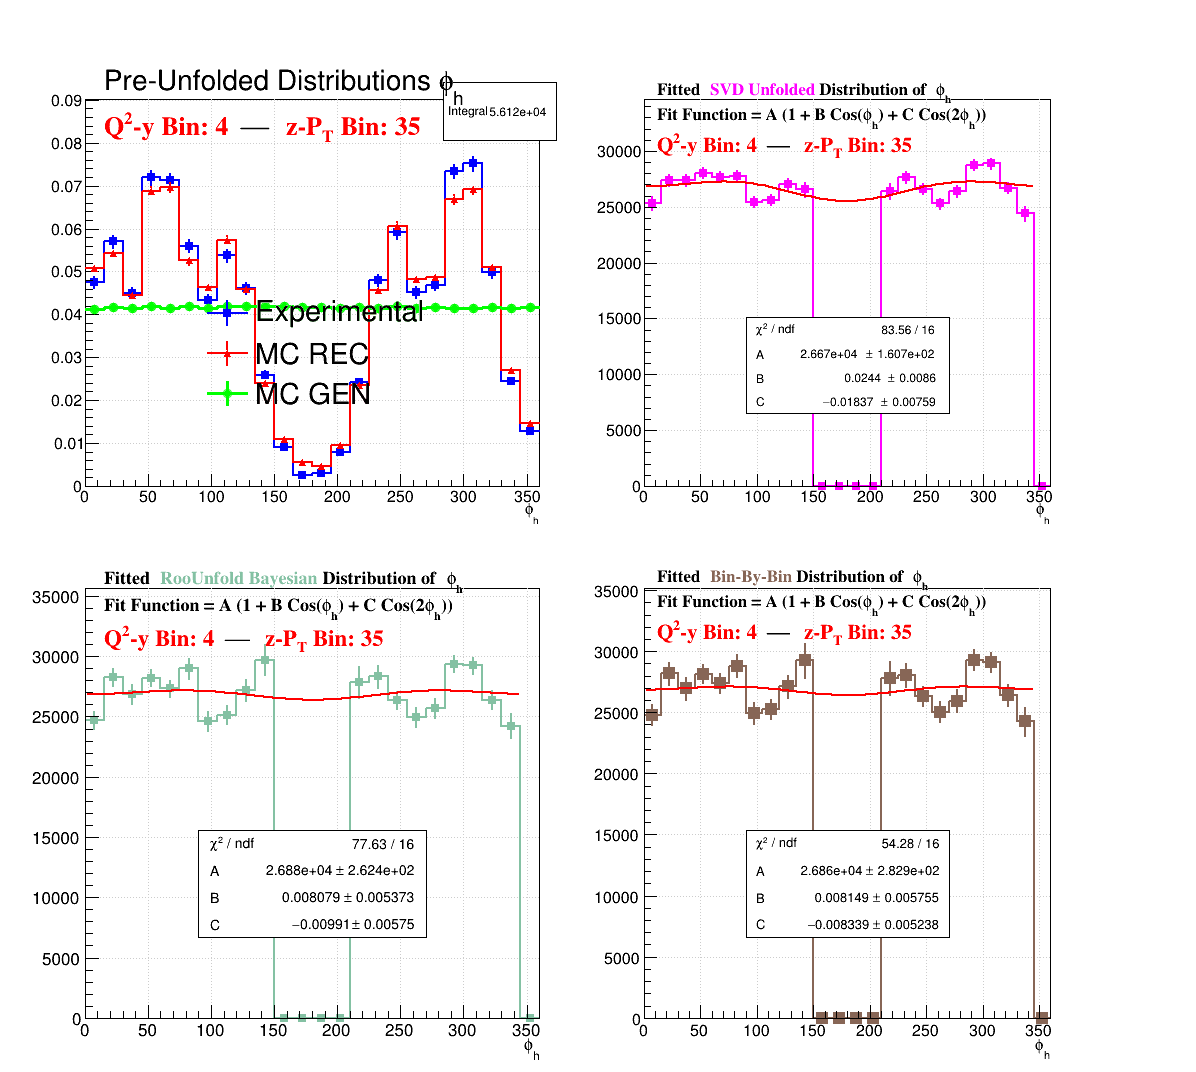 Pre-Unfolded Distributions ϕh
Integral 5.612e+04
Q2-y Bin: 4 — z-PT Bin: 35
0.09
0.08
0.07
0.06
0.05
0.04
0.03
0.02
0.01
0
Experimental
MC REC
MC GEN
0 50 100 150 200 250 300 350
ϕh
Fitted SVD Unfolded Distribution of ϕh
Fit Function = A (1 + B Cos(ϕh) + C Cos(2ϕh))
Q2-y Bin: 4 — z-PT Bin: 35
30000
25000
20000
15000
10000
5000
0
χ2 / ndf 83.56 / 16
A 2.667e+04 ± 1.607e+02
B 0.0244 ± 0.0086
C −0.01837 ± 0.00759
0 50 100 150 200 250 300 350
ϕh
Fitted RooUnfold Bayesian Distribution of ϕh
Fit Function = A (1 + B Cos(ϕh) + C Cos(2ϕh))
Q2-y Bin: 4 — z-PT Bin: 35
35000
30000
25000
20000
15000
10000
5000
0
χ2 / ndf 77.63 / 16
A 2.688e+04 ± 2.624e+02
B 0.008079 ± 0.005373
C −0.00991 ± 0.00575
0 50 100 150 200 250 300 350
ϕh
Fitted Bin-By-Bin Distribution of ϕh
Fit Function = A (1 + B Cos(ϕh) + C Cos(2ϕh))
Q2-y Bin: 4 — z-PT Bin: 35
35000
30000
25000
20000
15000
10000
5000
0
χ2 / ndf 54.28 / 16
A 2.686e+04 ± 2.829e+02
B 0.008149 ± 0.005755
C −0.008339 ± 0.005238
0 50 100 150 200 250 300 350
ϕh